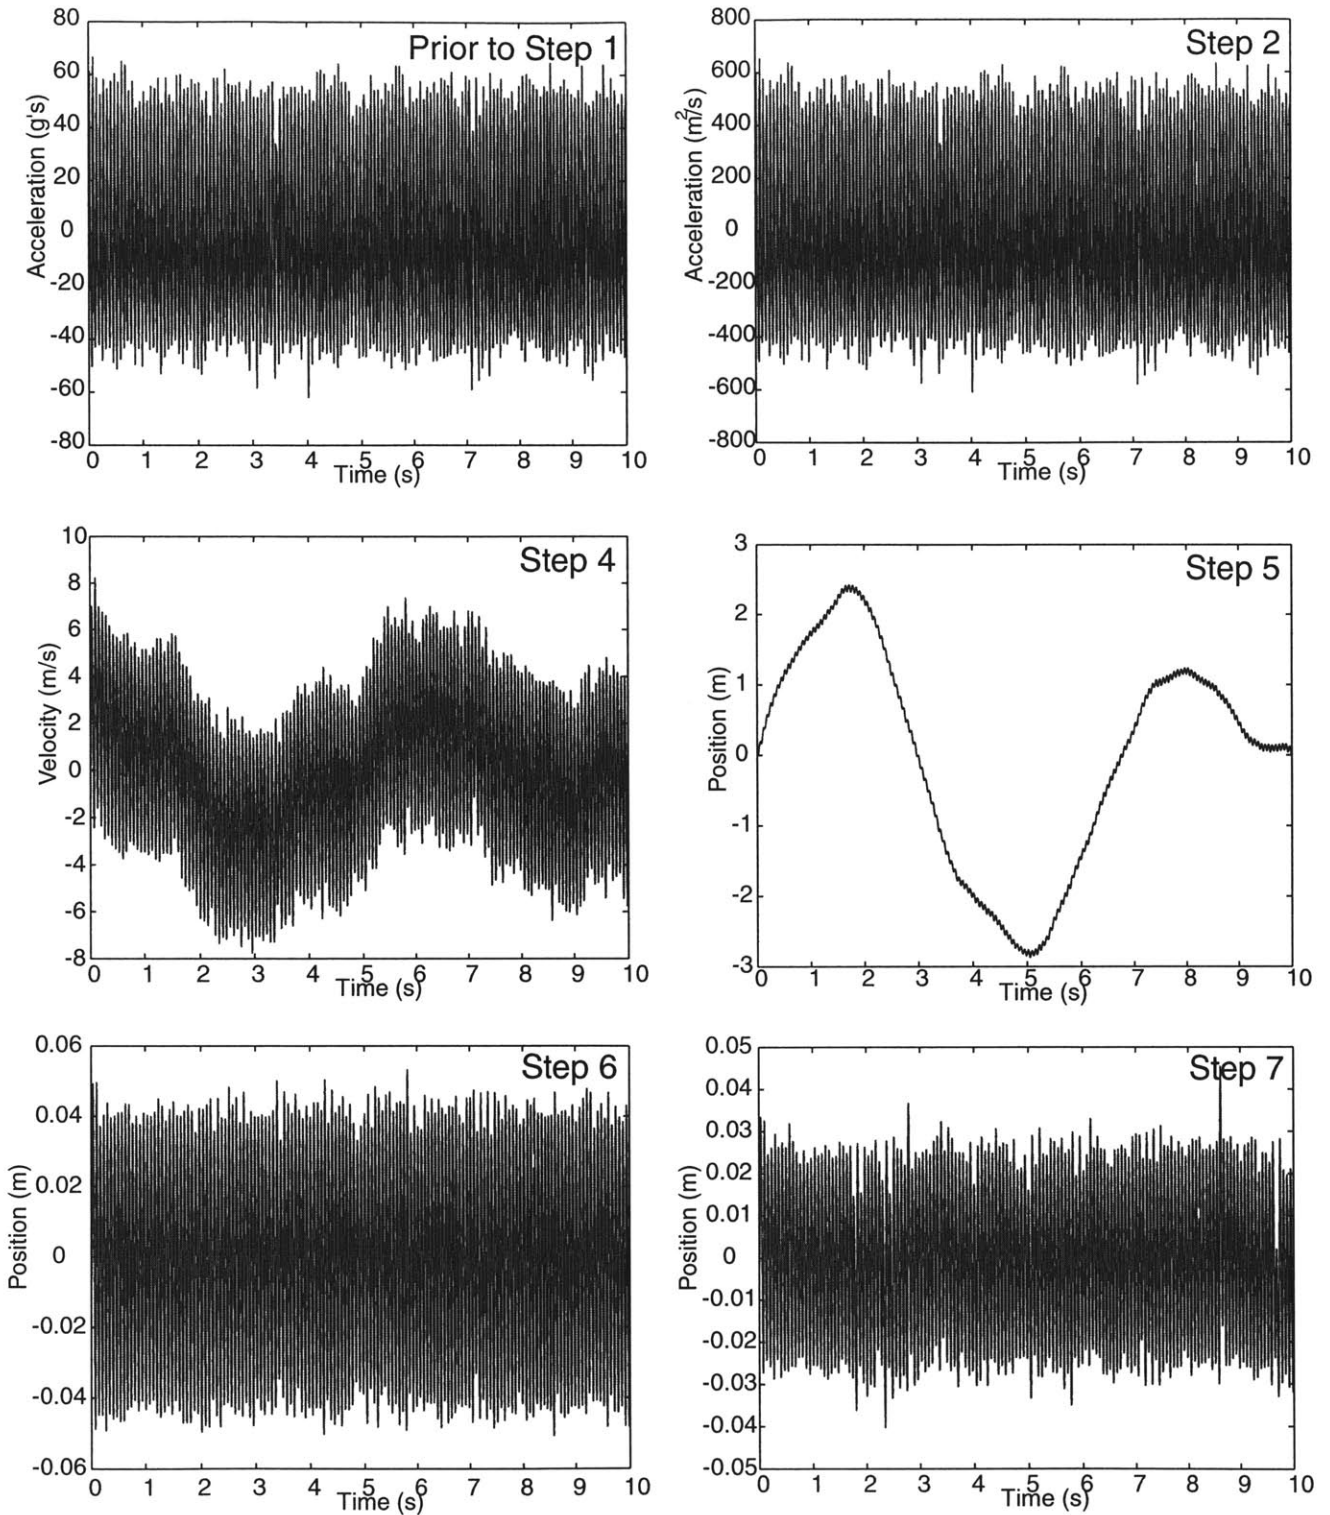 Prior to Step 1
Acceleration (g's)
80
60
40
20
0
-20
-40
-60
-80
0 1 2 3 4 5 6 7 8 9 10
Time (s)
Step 2
Acceleration (m²/s)
800
600
400
200
0
-200
-400
-600
-800
0 1 2 3 4 5 6 7 8 9 10
Time (s)
Step 4
Velocity (m/s)
10
8
6
4
2
0
-2
-4
-6
-8
0 1 2 3 4 5 6 7 8 9 10
Time (s)
Step 5
Position (m)
3
2
1
0
-1
-2
-3
0 1 2 3 4 5 6 7 8 9 10
Time (s)
Step 6
Position (m)
0.06
0.04
0.02
0
-0.02
-0.04
-0.06
0 1 2 3 4 5 6 7 8 9 10
Time (s)
Step 7
Position (m)
0.05
0.04
0.03
0.02
0.01
0
-0.01
-0.02
-0.03
-0.04
-0.05
0 1 2 3 4 5 6 7 8 9 10
Time (s)